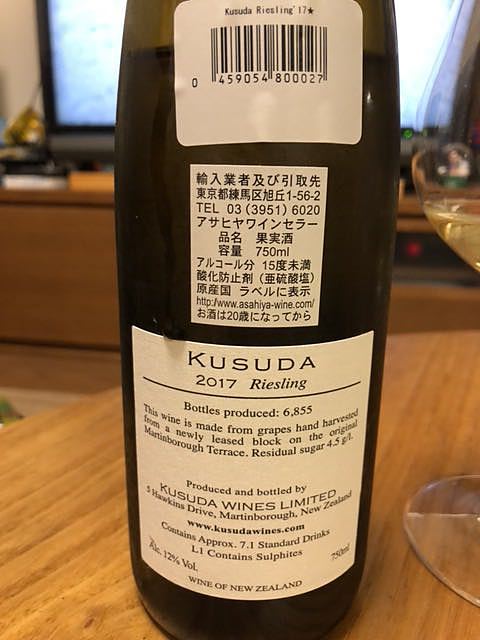 Kusuda Riesling'17★
0 459054 800027
輸入業者及び引取先
東京都練馬区旭丘1-56-2
TEL 03(3951)6020
アサヒヤワインセラー
品名 果実酒
容量 750ml
アルコール分 15度未満
酸化防止剤(亜硫酸塩)
原産国 ラベルに表示
http://www.asahiya-wine.com/
お酒は20歳になってから
KUSUDA
2017 Riesling
Bottles produced: 6,855
This wine is made from grapes hand harvested
from a newly leased block on the original
Martinborough Terrace. Residual sugar 4.5 g/l.
Produced and bottled by
KUSUDA WINES LIMITED
5 Hawkins Drive, Martinborough, New Zealand
www.kusudawines.com
Contains Approx. 7.1 Standard Drinks
L1 Contains Sulphites
Alc. 12% Vol.
750ml
WINE OF NEW ZEALAND